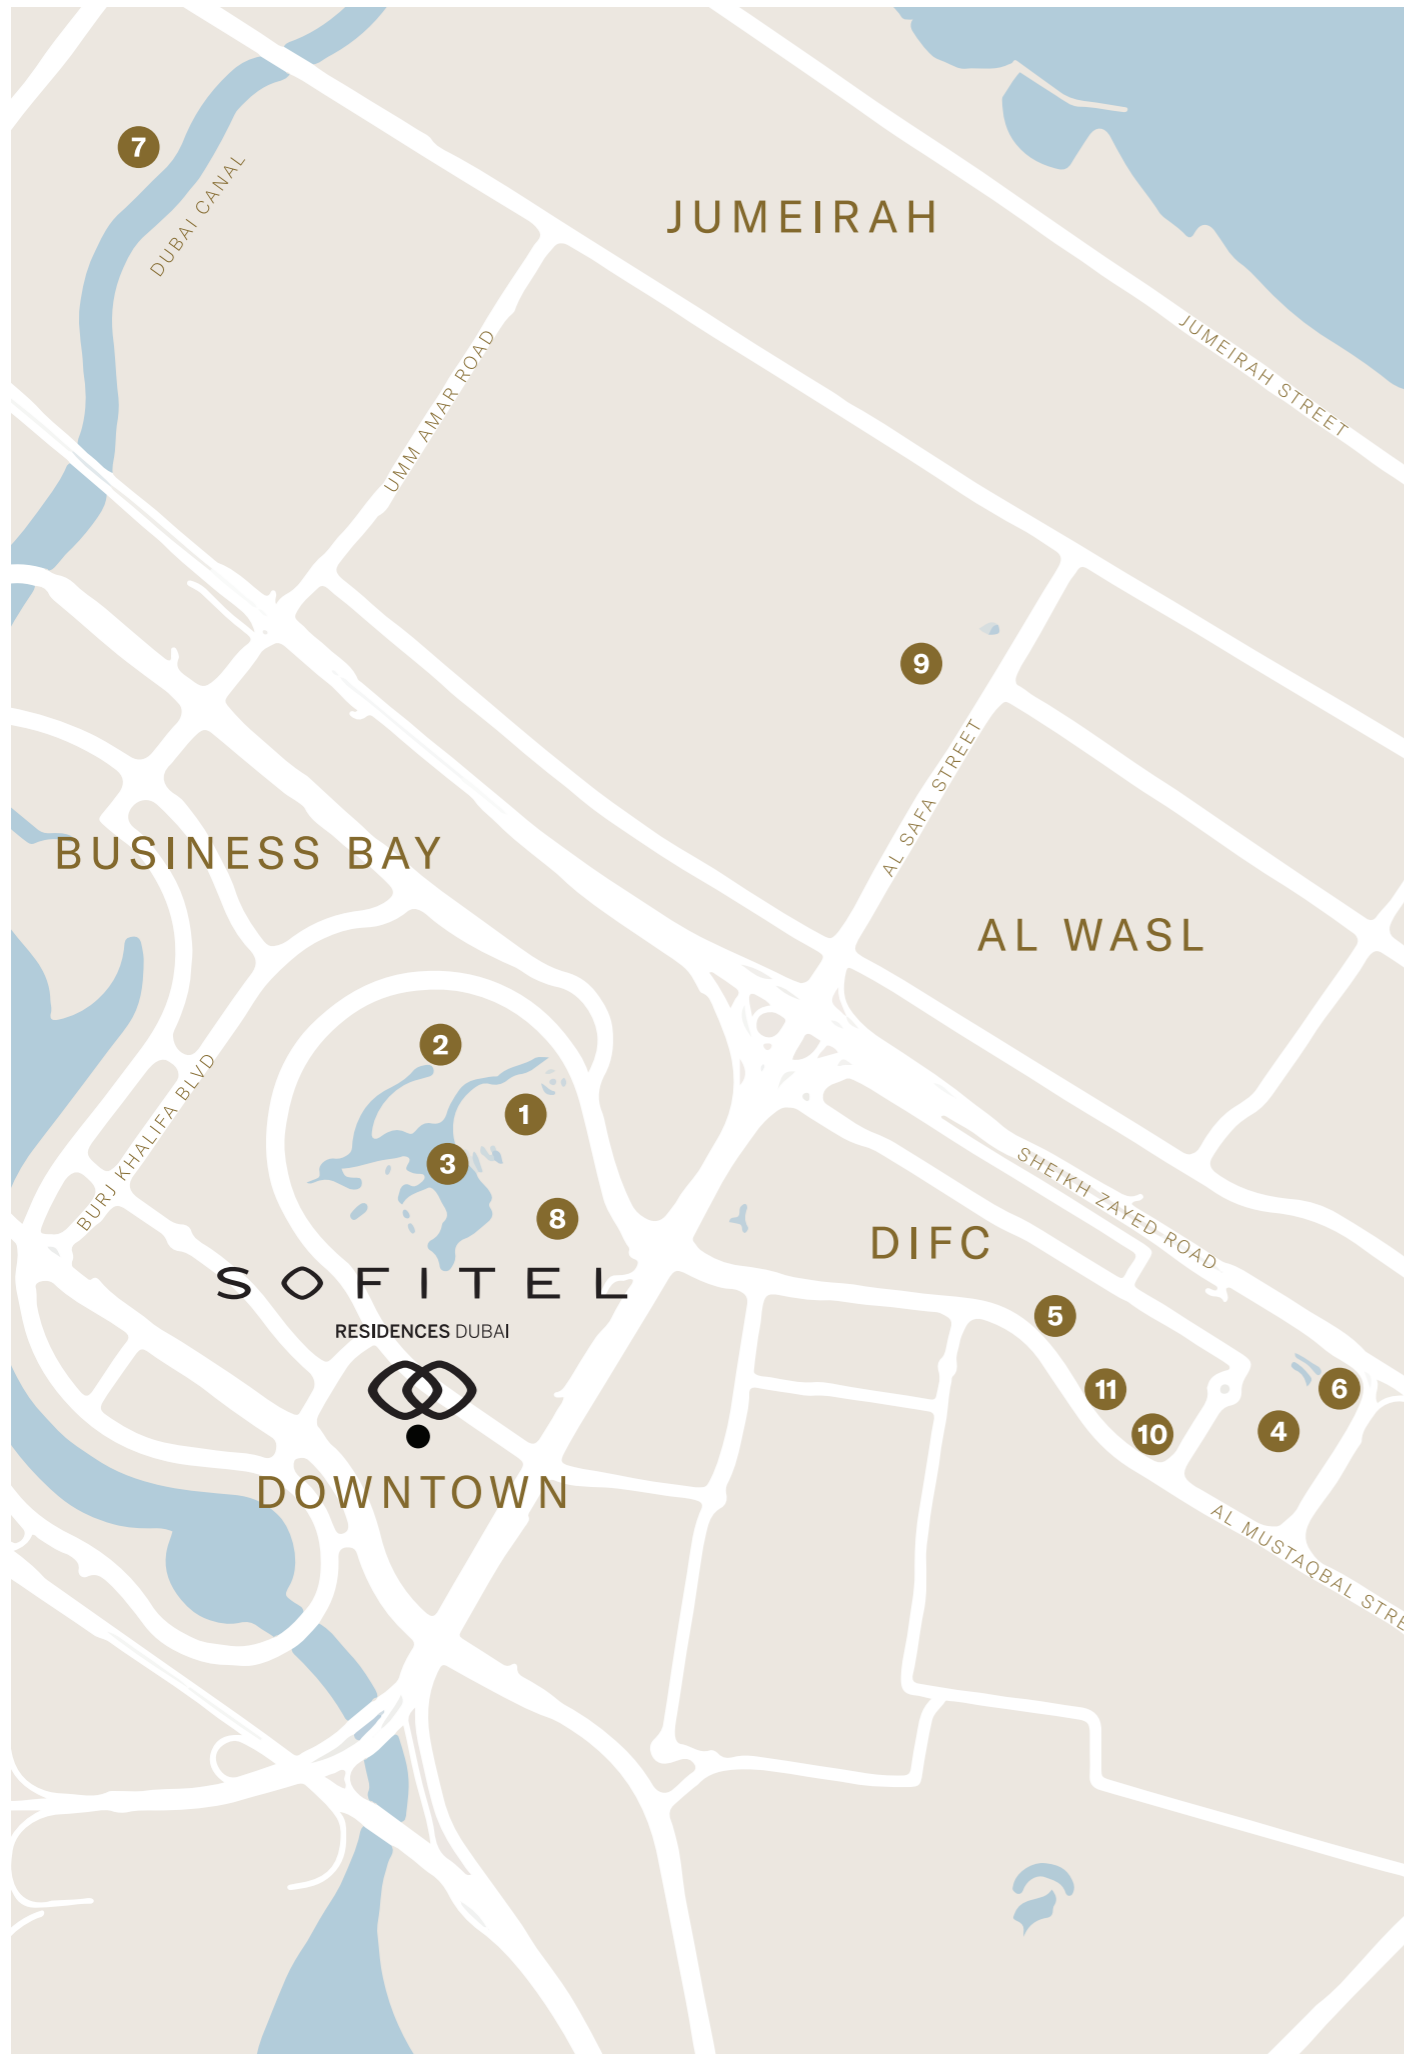 7
DUBAI CANAL
JUMEIRAH
JUMEIRAH STREET
UMM AMAR ROAD
9
AL SAFA STREET
BUSINESS BAY
AL WASL
2
1
3
BURJ KHALIFA BLVD
8
SHEIKH ZAYED ROAD
DIFC
SOFITEL
RESIDENCES DUBAI
5
11
6
10
4
DOWNTOWN
AL MUSTAQBAL STRE